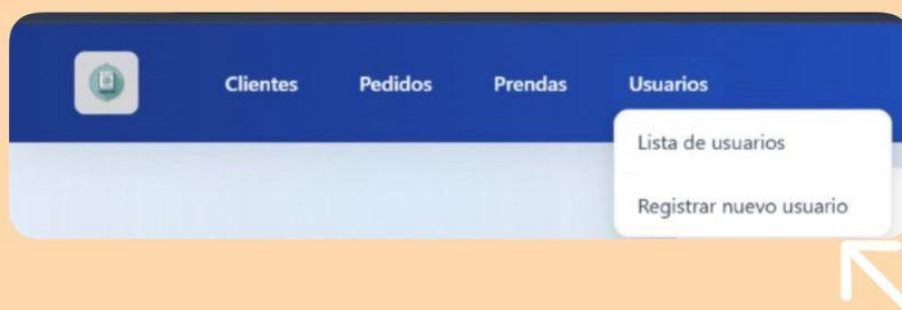 Clientes Pedidos Prendas Usuarios
Lista de usuarios
Registrar nuevo usuario